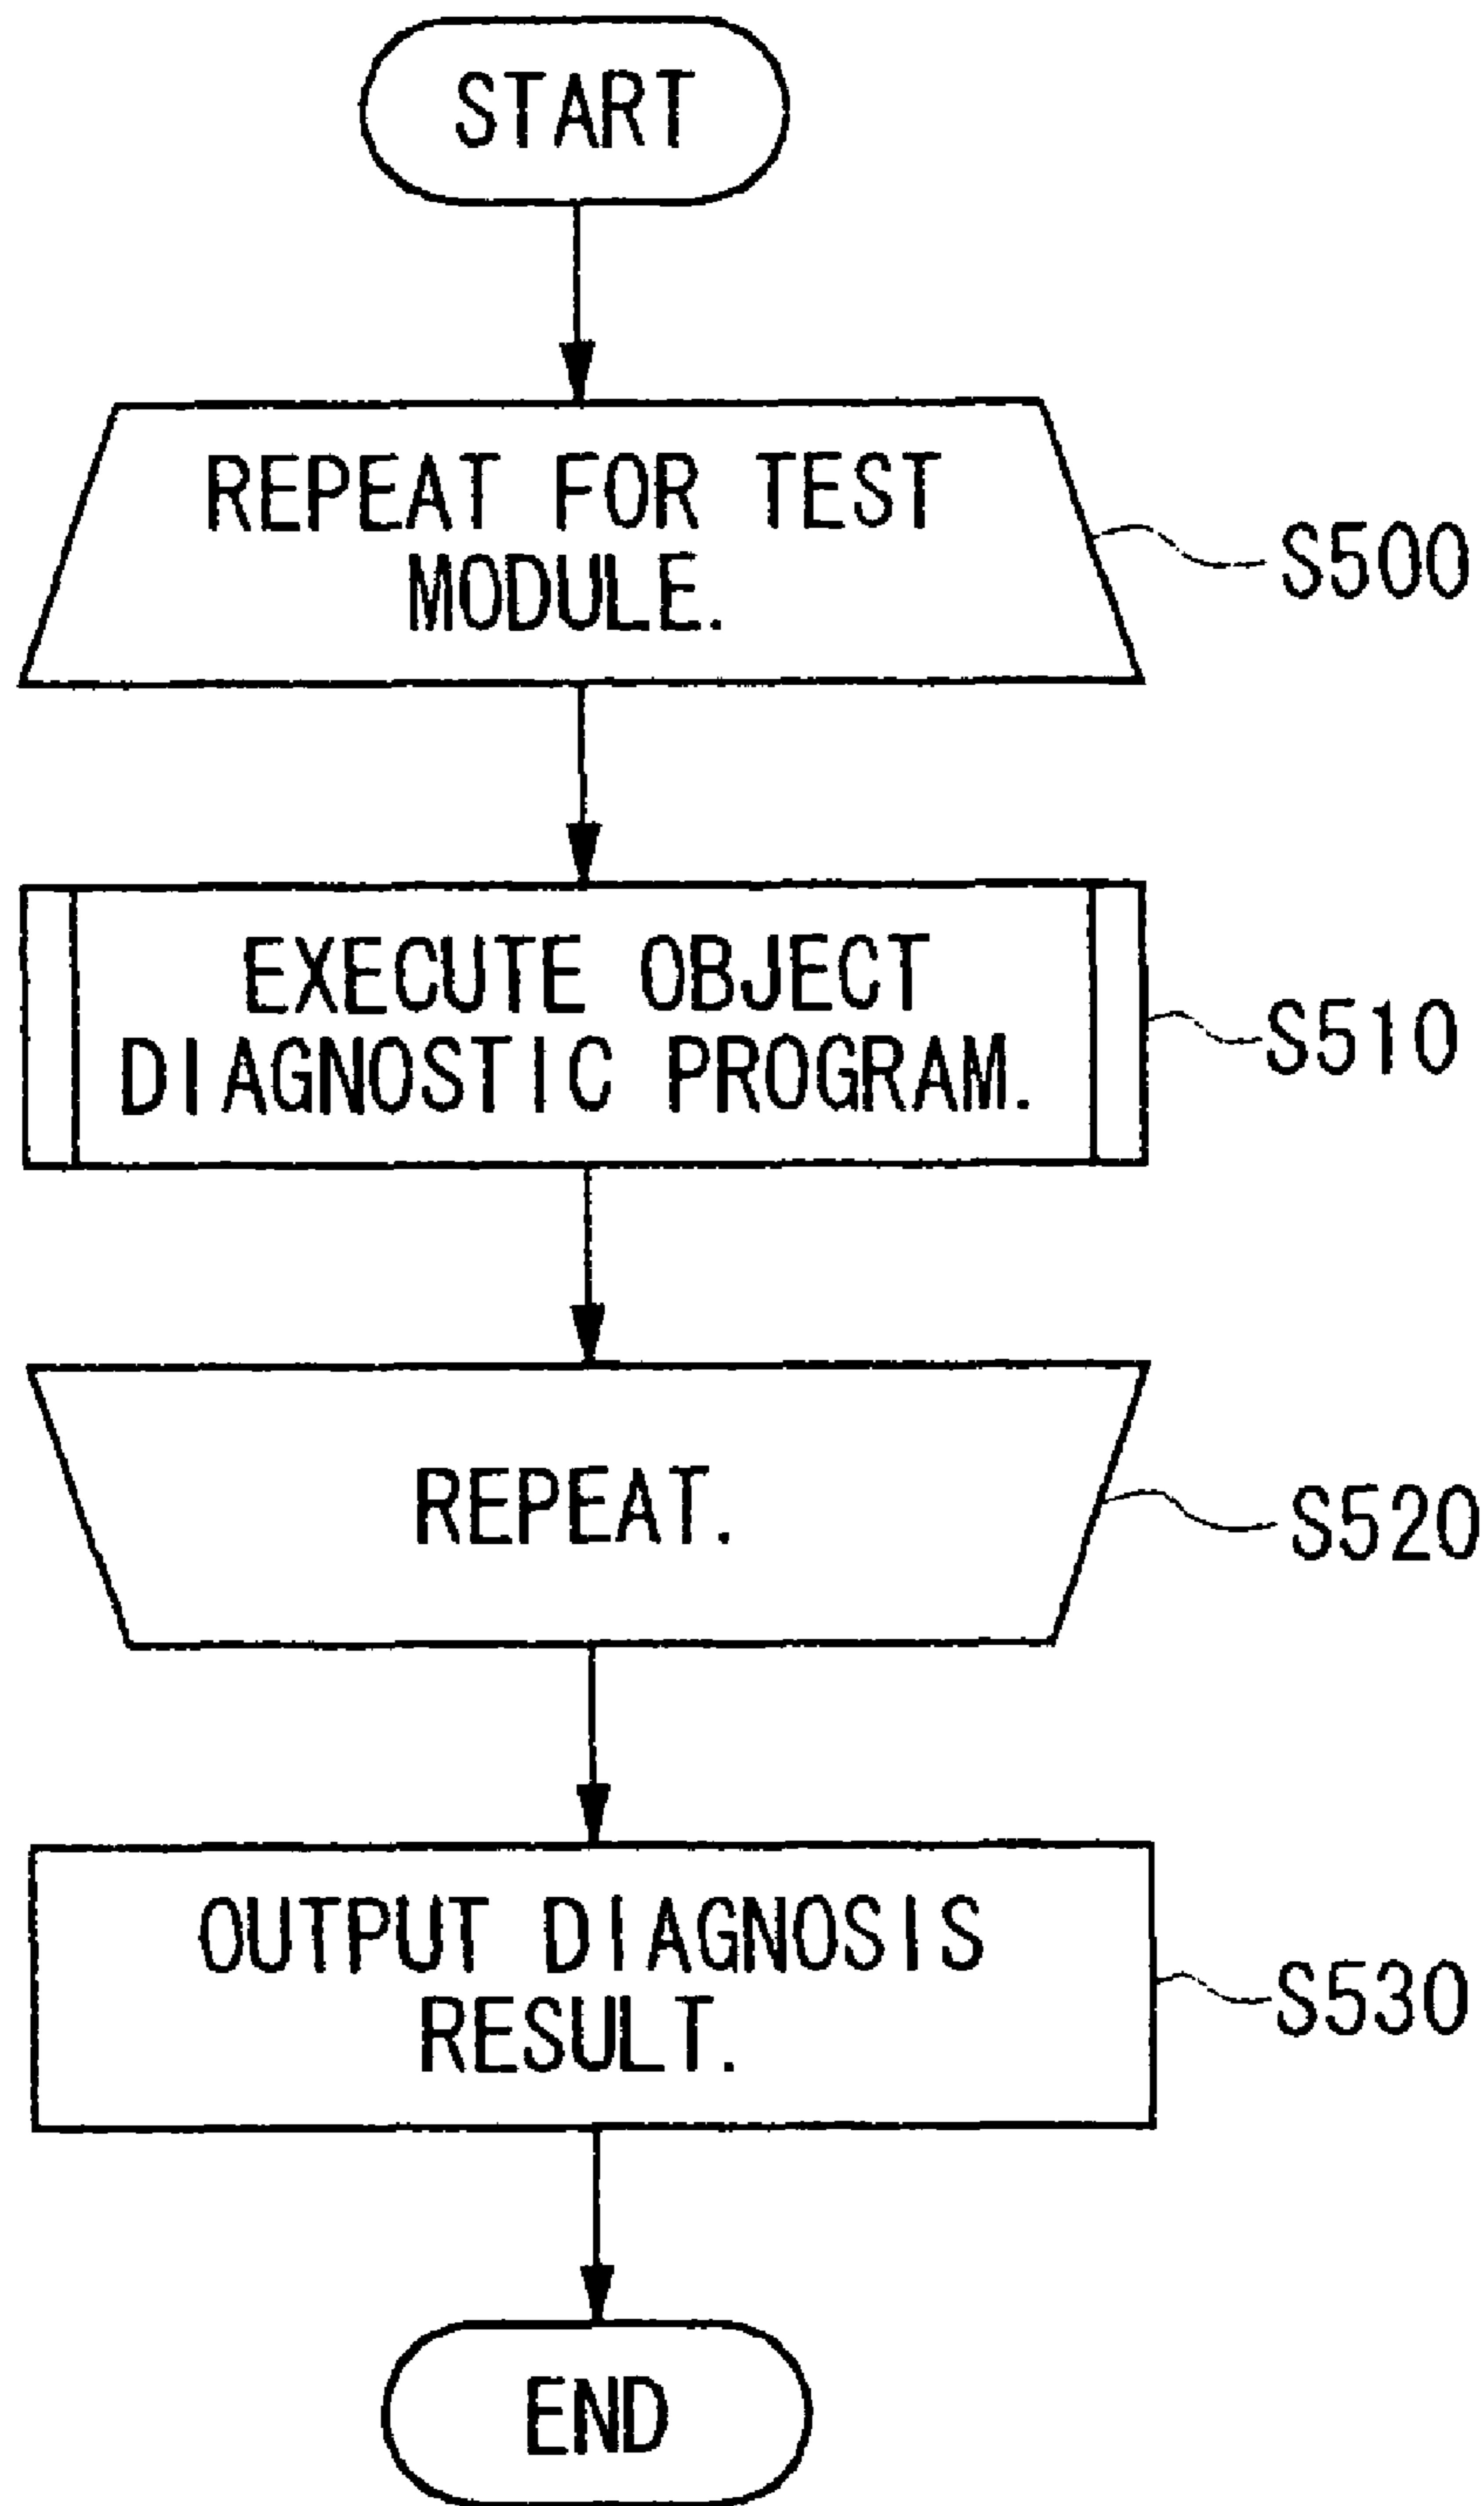 START
REPEAT FOR TEST
MODULE.
S500
EXECUTE OBJECT
DIAGNOSTIC PROGRAM.
S510
REPEAT.
S520
OUTPUT DIAGNOSIS
RESULT.
S530
END